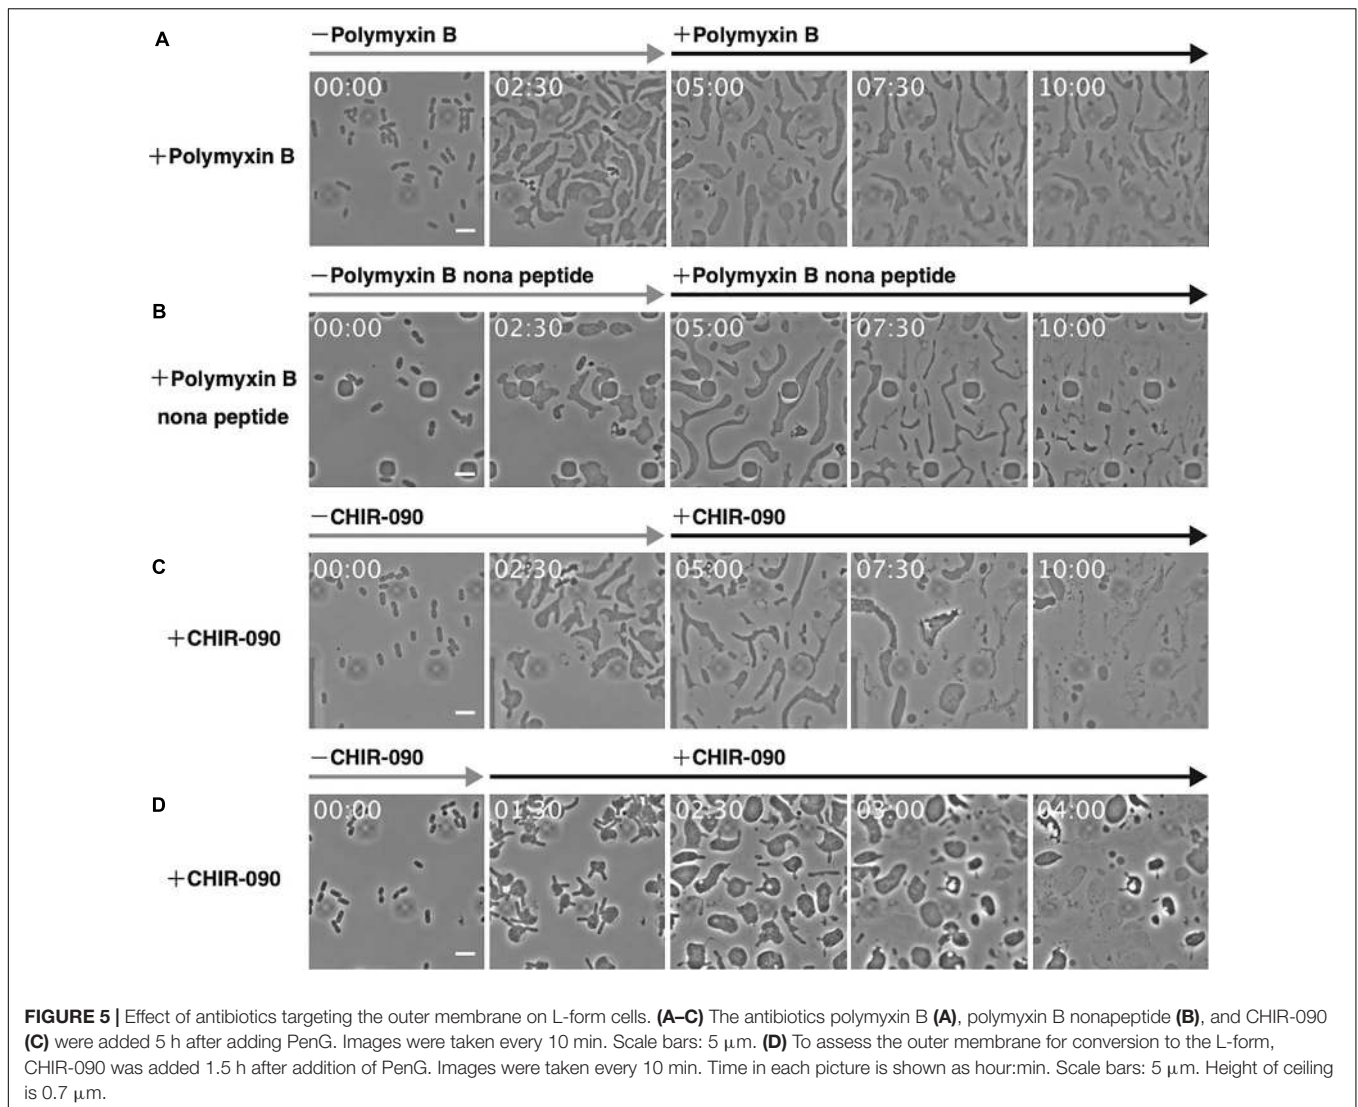 A
−Polymyxin B
+Polymyxin B
+Polymyxin B
00:00
02:30
05:00
07:30
10:00
−Polymyxin B nona peptide
+Polymyxin B nona peptide
B
+Polymyxin B
nona peptide
00:00
02:30
05:00
07:30
10:00
−CHIR-090
+CHIR-090
C
+CHIR-090
00:00
02:30
05:00
07:30
10:00
−CHIR-090
+CHIR-090
D
+CHIR-090
00:00
01:30
02:30
03:00
04:00
FIGURE 5 | Effect of antibiotics targeting the outer membrane on L-form cells. (A–C) The antibiotics polymyxin B (A), polymyxin B nonapeptide (B), and CHIR-090
(C) were added 5 h after adding PenG. Images were taken every 10 min. Scale bars: 5 μm. (D) To assess the outer membrane for conversion to the L-form,
CHIR-090 was added 1.5 h after addition of PenG. Images were taken every 10 min. Time in each picture is shown as hour:min. Scale bars: 5 μm. Height of ceiling
is 0.7 μm.